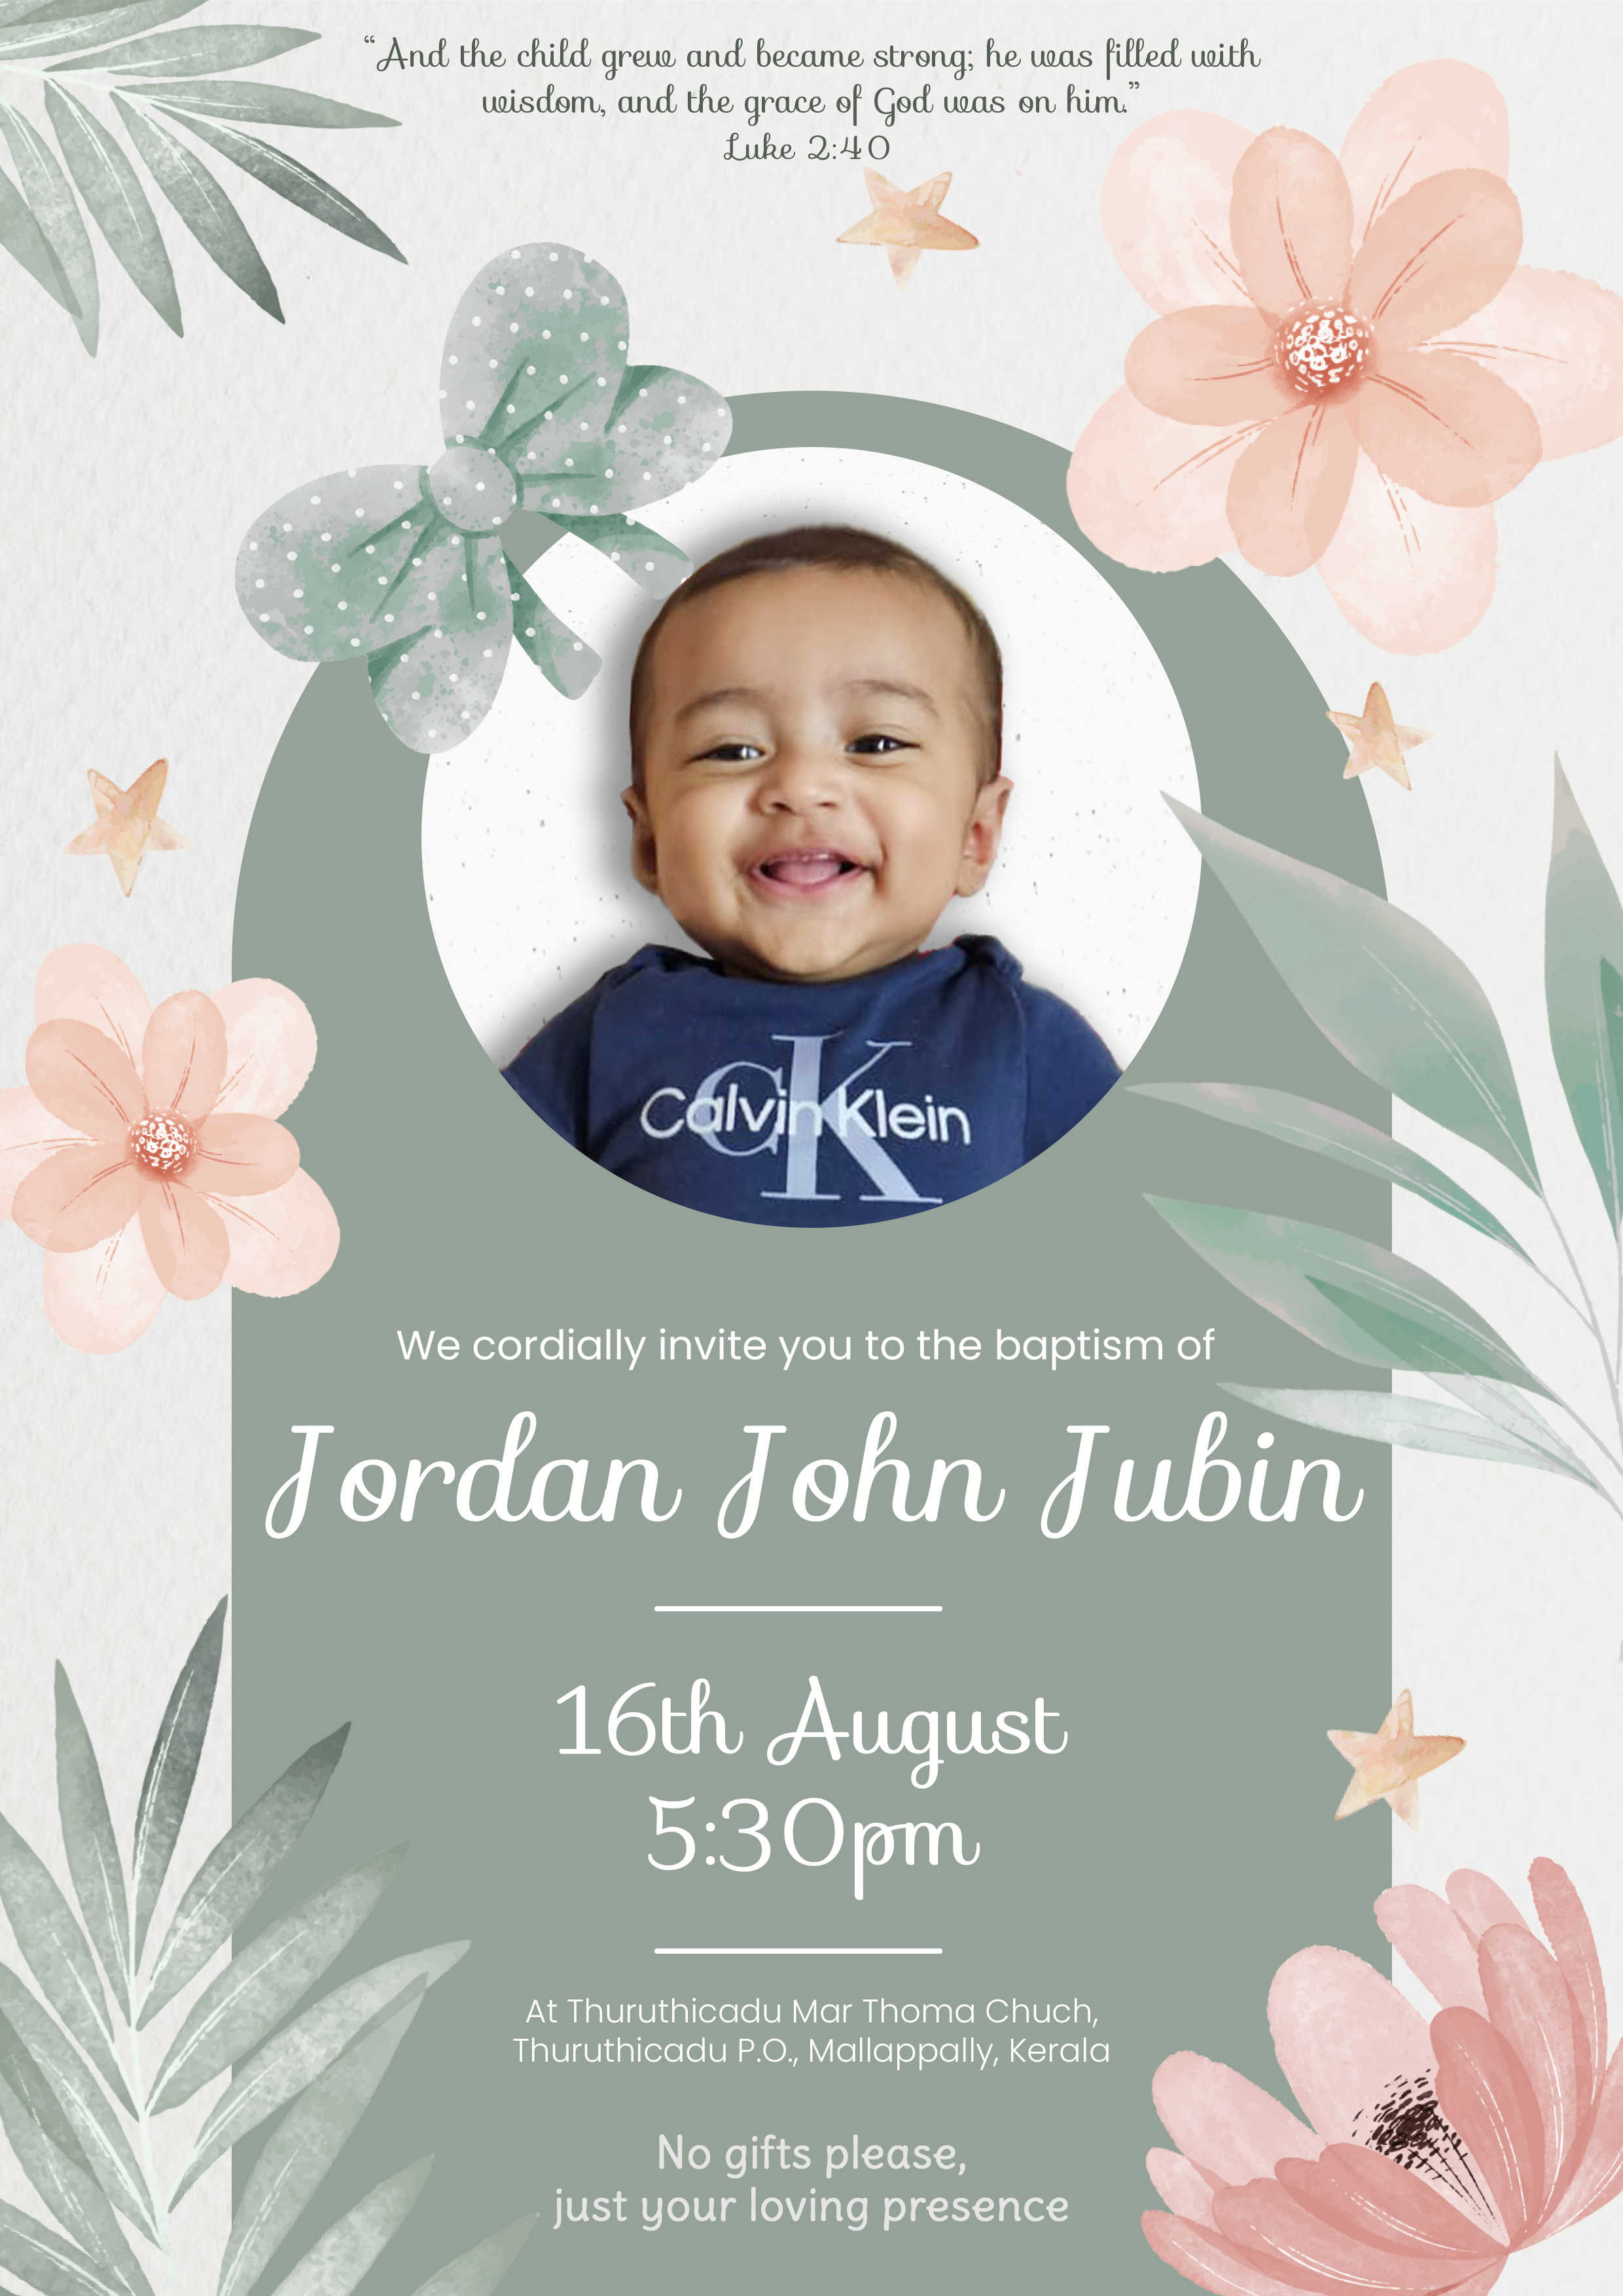 “And the child grew and became strong; he was filled with
wisdom, and the grace of God was on him.”
Luke 2:40
CK
Calvin Klein
We cordially invite you to the baptism of
Jordan John Jubin
16th August
5:30pm
At Thuruthicadu Mar Thoma Chuch,
Thuruthicadu P.O., Mallappally, Kerala
No gifts please,
just your loving presence